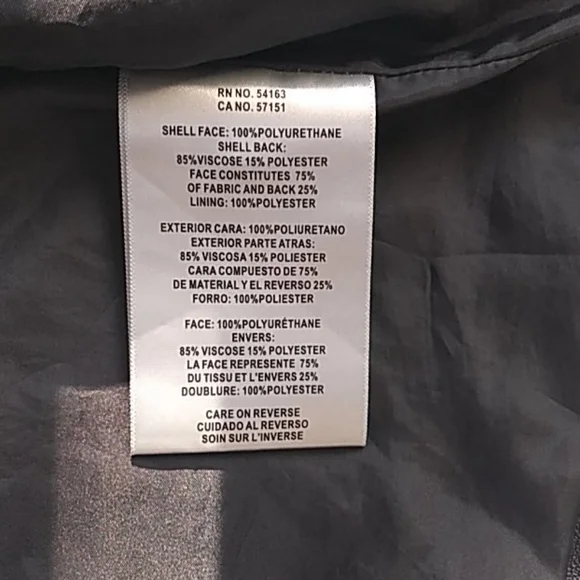 RN NO. 54163
CA NO. 57151
SHELL FACE: 100%POLYURETHANE
SHELL BACK:
85%VISCOSE 15% POLYESTER
FACE CONSTITUTES 75%
OF FABRIC AND BACK 25%
LINING: 100%POLYESTER
EXTERIOR CARA: 100%POLIURETANO
EXTERIOR PARTE ATRAS:
85% VISCOSA 15% POLIESTER
CARA COMPUESTO DE 75%
DE MATERIAL Y EL REVERSO 25%
FORRO: 100%POLIESTER
FACE: 100%POLYURÉTHANE
ENVERS:
85% VISCOSE 15% POLYESTER
LA FACE REPRESENTE 75%
DU TISSU ET L'ENVERS 25%
DOUBLURE: 100%POLYESTER
CARE ON REVERSE
CUIDADO AL REVERSO
SOIN SUR L'INVERSE